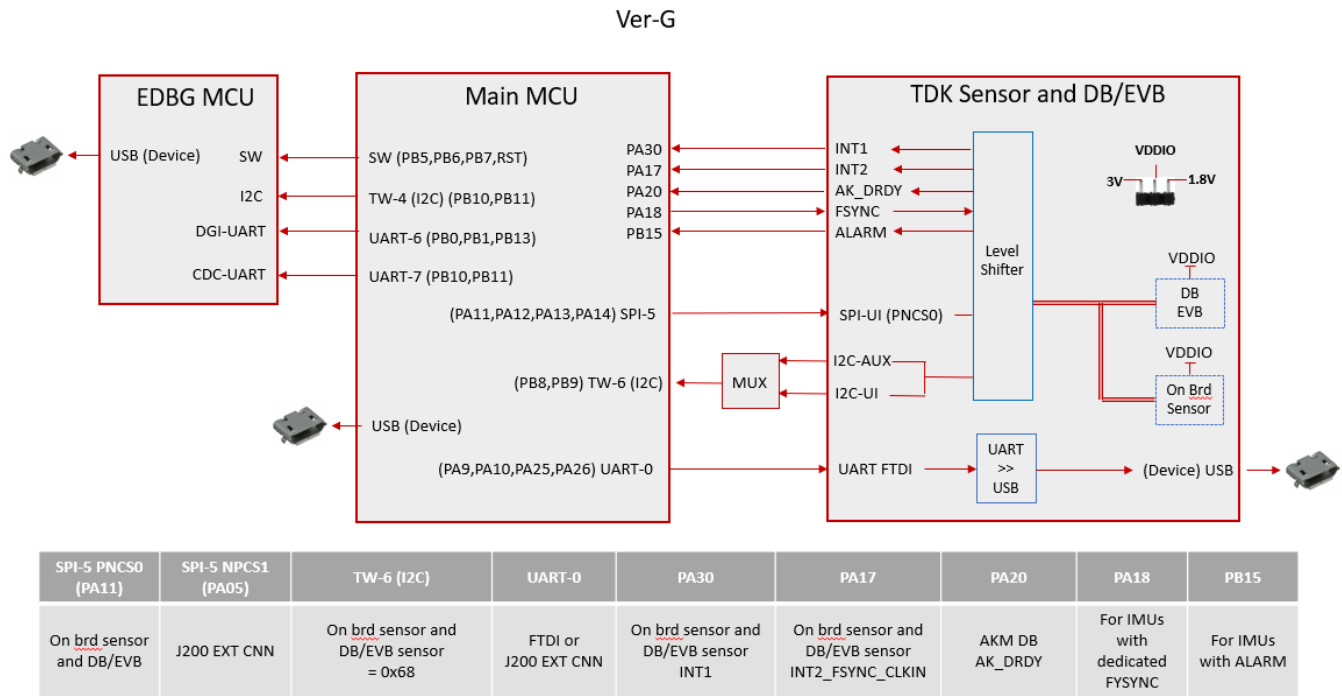 Ver-G
EDBG MCU
USB (Device)
SW
I2C
DGI-UART
CDC-UART
Main MCU
SW (PB5,PB6,PB7,RST)
TW-4 (I2C) (PB10,PB11)
UART-6 (PB0,PB1,PB13)
UART-7 (PB10,PB11)
PA30
PA17
PA20
PA18
PB15
(PA11,PA12,PA13,PA14) SPI-5
(PB8,PB9) TW-6 (I2C)
USB (Device)
(PA9,PA10,PA25,PA26) UART-0
MUX
TDK Sensor and DB/EVB
INT1
INT2
AK_DRDY
FSYNC
ALARM
SPI-UI (PNCS0)
I2C-AUX
I2C-UI
UART FTDI
Level
Shifter
UART
>>
USB
VDDIO
3V
1.8V
VDDIO
DB
EVB
VDDIO
On Brd
Sensor
(Device) USB
SPI-5 PNCS0
(PA11)
SPI-5 NPCS1
(PA05)
TW-6 (I2C)
UART-0
PA30
PA17
PA20
PA18
PB15
On brd sensor
and DB/EVB
J200 EXT CNN
On brd sensor and
DB/EVB sensor
= 0x68
FTDI or
J200 EXT CNN
On brd sensor and
DB/EVB sensor
INT1
On brd sensor and
DB/EVB sensor
INT2_FSYNC_CLKIN
AKM DB
AK_DRDY
For IMUs
with
dedicated
FYSYNC
For IMUs
with ALARM